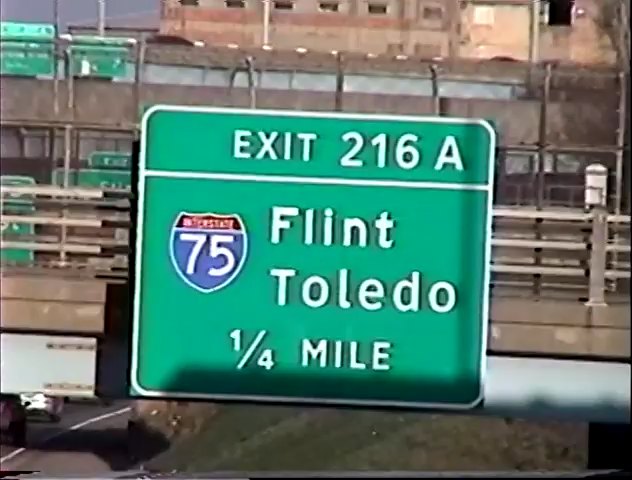 EXIT 216 A
INTERSTATE
75
Flint
Toledo
1/4 MILE